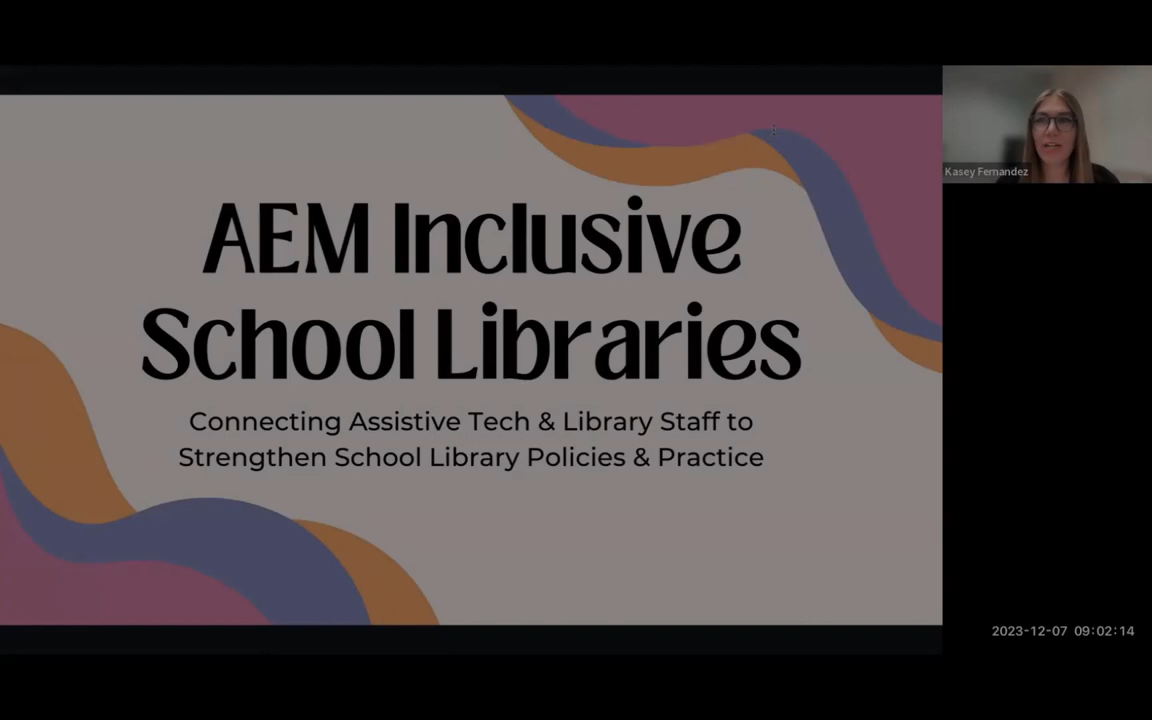 AEM Inclusive
School Libraries
Connecting Assistive Tech & Library Staff to
Strengthen School Library Policies & Practice
Kasey Fernandez
2023-12-07 09:02:14